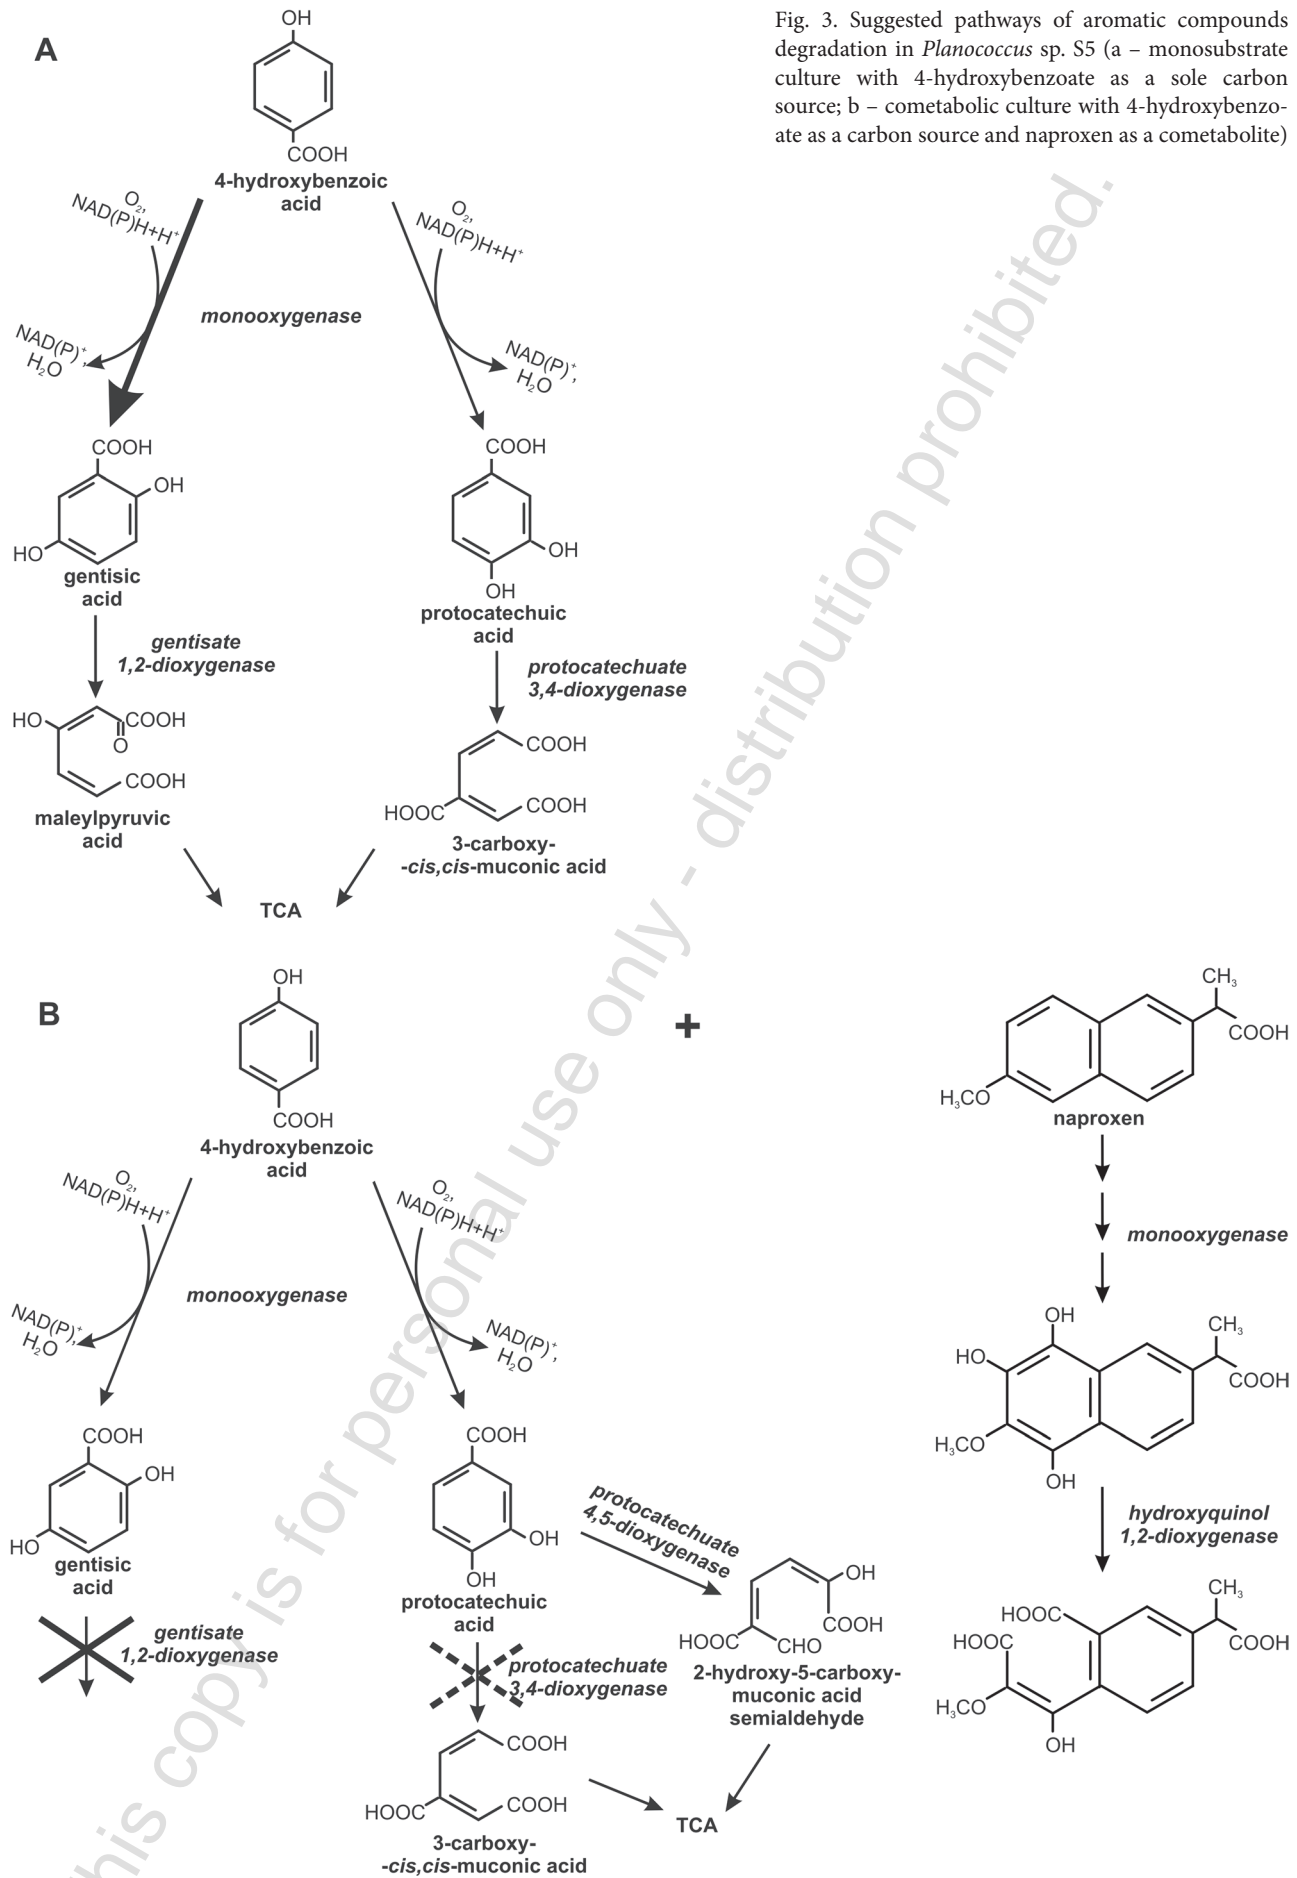 Fig. 3. Suggested pathways of aromatic compounds
degradation in Planococcus sp. S5 (a – monosubstrate
culture with 4-hydroxybenzoate as a sole carbon
source; b – cometabolic culture with 4-hydroxybenzo-
ate as a carbon source and naproxen as a cometabolite)
A
OH
COOH
4-hydroxybenzoic
acid
O₂,
NAD(P)H+H⁺
O₂,
NAD(P)H+H⁺
monooxygenase
NAD(P)⁺,
H₂O
NAD(P)⁺,
H₂O
COOH
OH
HO
gentisic
acid
COOH
OH
OH
protocatechuic
acid
gentisate
1,2-dioxygenase
protocatechuate
3,4-dioxygenase
HO
COOH
O
COOH
maleylpyruvic
acid
COOH
HOOC
COOH
3-carboxy-
-cis,cis-muconic acid
TCA
B
OH
COOH
4-hydroxybenzoic
acid
+
CH₃
COOH
H₃CO
naproxen
O₂,
NAD(P)H+H⁺
O₂,
NAD(P)H+H⁺
monooxygenase
monooxygenase
NAD(P)⁺,
H₂O
NAD(P)⁺,
H₂O
OH
HO
CH₃
COOH
H₃CO
OH
COOH
OH
HO
gentisic
acid
COOH
OH
OH
protocatechuic
acid
protocatechuate
4,5-dioxygenase
hydroxyquinol
1,2-dioxygenase
gentisate
1,2-dioxygenase
protocatechuate
3,4-dioxygenase
OH
COOH
HOOC
CHO
2-hydroxy-5-carboxy-
muconic acid
semialdehyde
HOOC
HOOC
CH₃
COOH
H₃CO
OH
COOH
HOOC
COOH
3-carboxy-
-cis,cis-muconic acid
TCA
This copy is for personal use only - distribution prohibited.